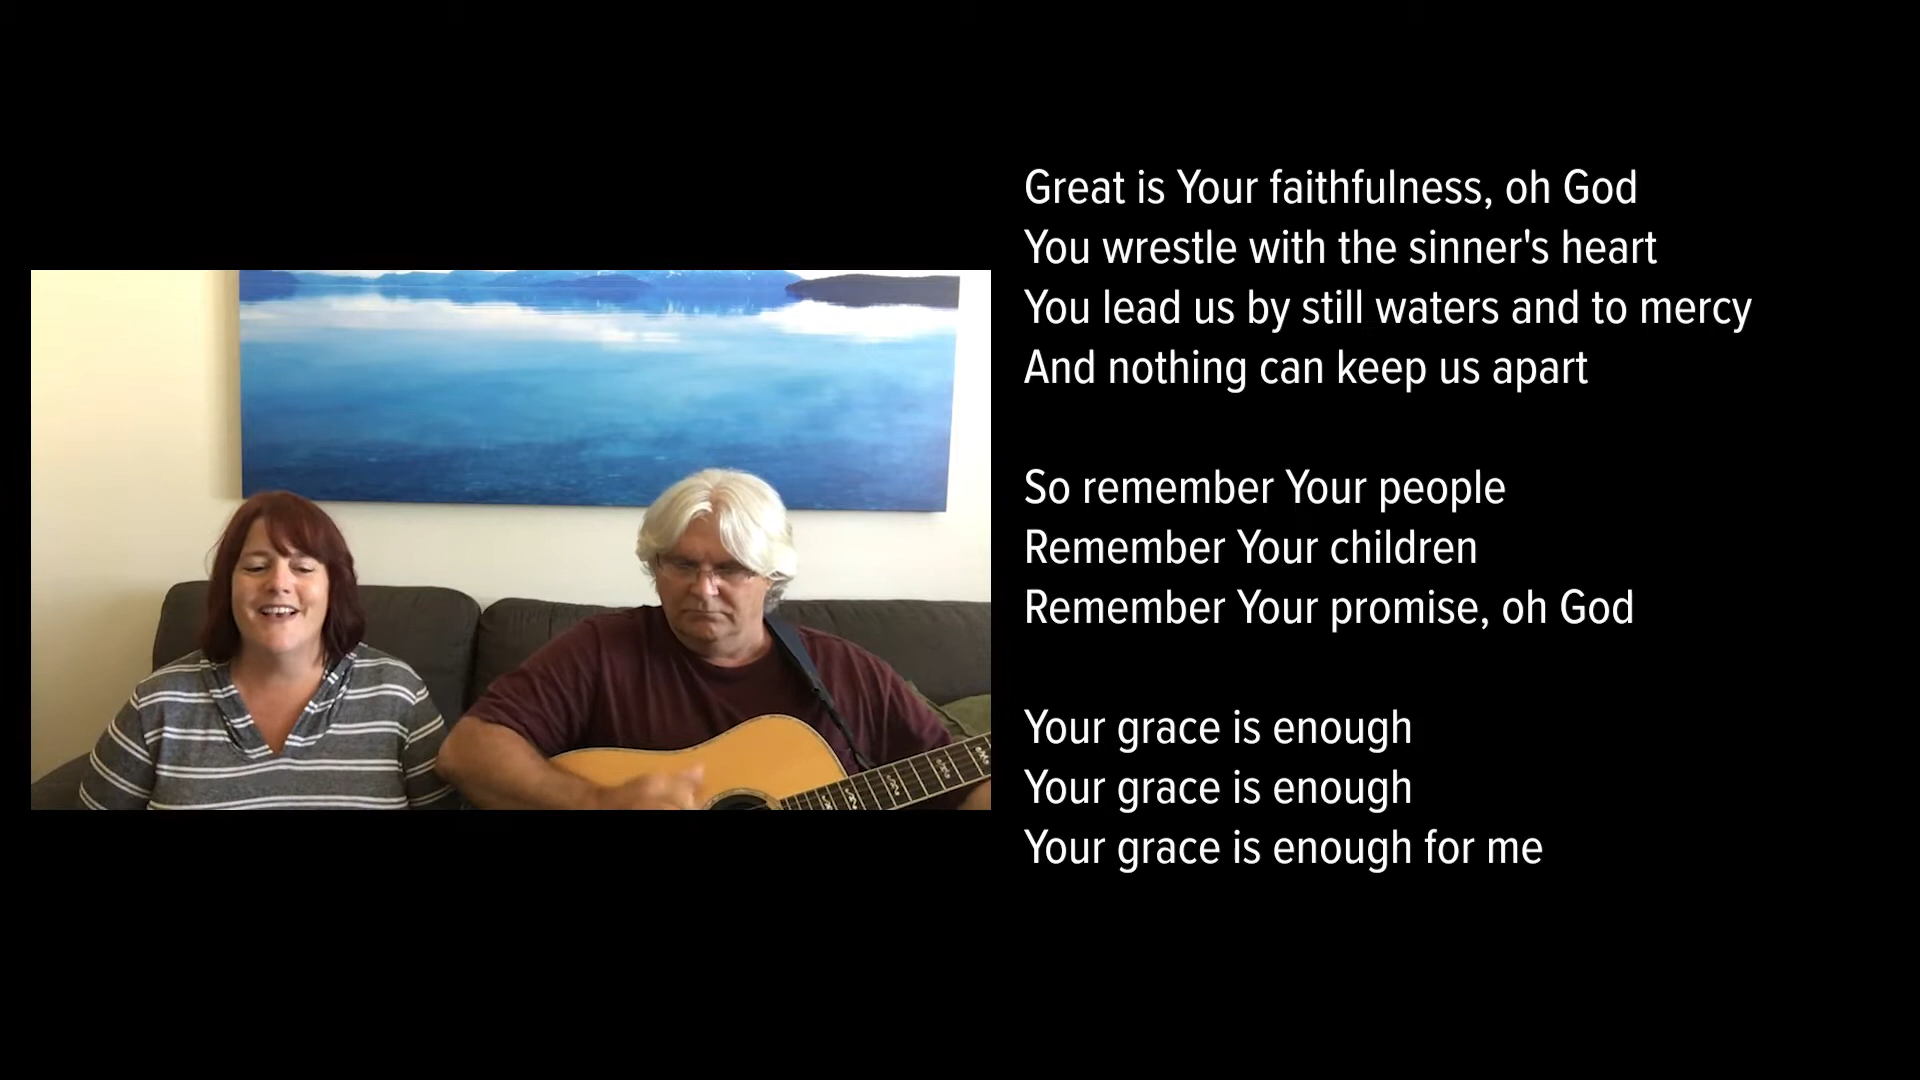 Great is Your faithfulness, oh God
You wrestle with the sinner's heart
You lead us by still waters and to mercy
And nothing can keep us apart
So remember Your people
Remember Your children
Remember Your promise, oh God
Your grace is enough
Your grace is enough
Your grace is enough for me